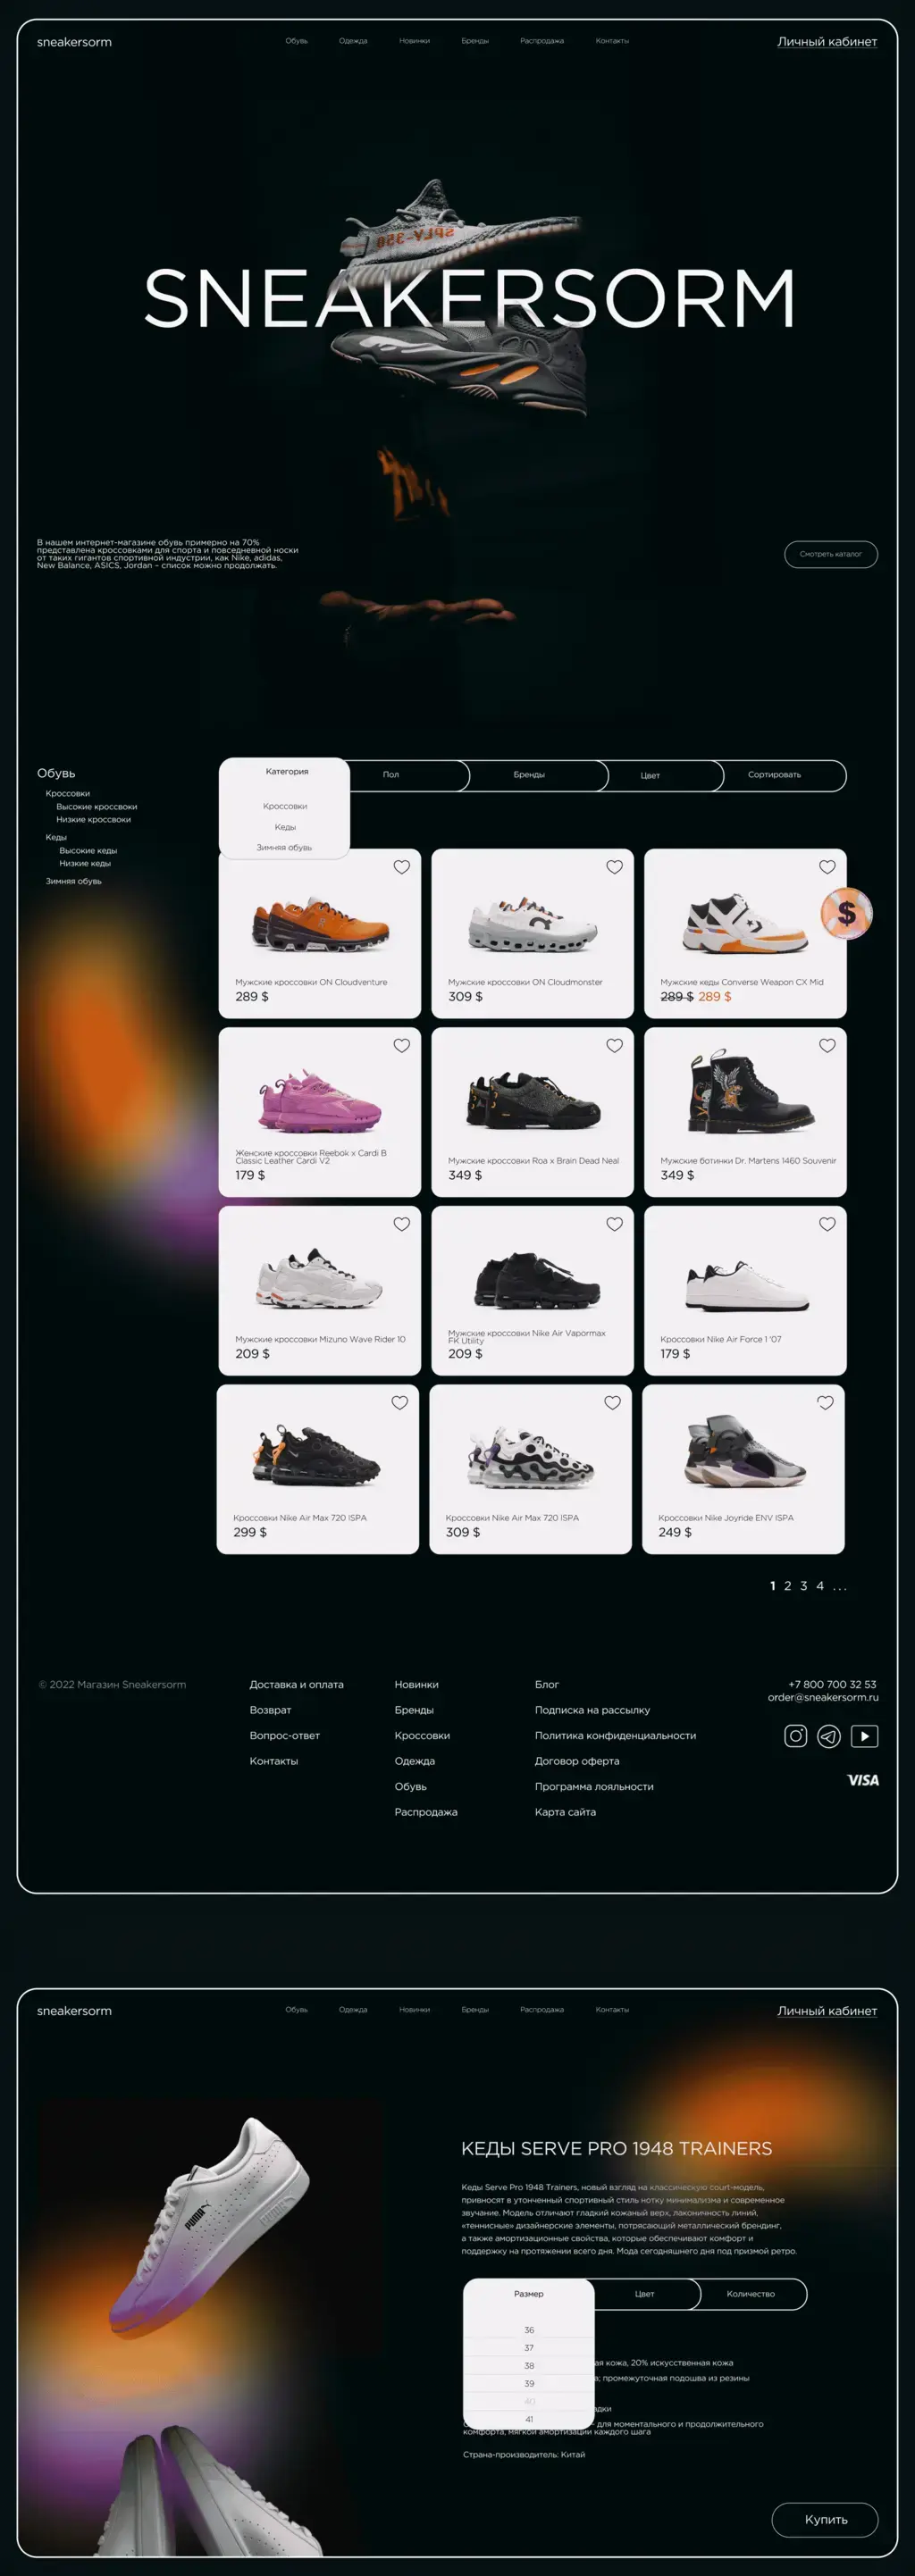 sneakersorm
Обувь
Одежда
Новинки
Бренды
Распродажа
Контакты
Личный кабинет
SPLY-350
SNEAKERSORM
В нашем интернет-магазине обувь примерно на 70%
представлена кроссовками для спорта и повседневной носки
от таких гигантов спортивной индустрии, как Nike, adidas,
New Balance, ASICS, Jordan – список можно продолжать.
Смотреть каталог
Обувь
Кроссовки
Высокие кроссвоки
Низкие кроссвоки
Кеды
Высокие кеды
Низкие кеды
Зимняя обувь
Категория
Пол
Бренды
Цвет
Сортировать
Кроссовки
Кеды
Зимняя обувь
Мужские кроссовки ON Cloudventure
289 $
Мужские кроссовки ON Cloudmonster
309 $
$
Мужские кеды Converse Weapon CX Mid
289 $ 289 $
Женские кроссовки Reebok x Cardi B
Classic Leather Cardi V2
179 $
Мужские кроссовки Roa x Brain Dead Neal
349 $
Мужские ботинки Dr. Martens 1460 Souvenir
349 $
Мужские кроссовки Mizuno Wave Rider 10
209 $
Мужские кроссовки Nike Air Vapormax
FK Utility
209 $
Кроссовки Nike Air Force 1 '07
179 $
Кроссовки Nike Air Max 720 ISPA
299 $
Кроссовки Nike Air Max 720 ISPA
309 $
Кроссовки Nike Joyride ENV ISPA
249 $
1 2 3 4 ...
© 2022 Магазин Sneakersorm
Доставка и оплата
Возврат
Вопрос-ответ
Контакты
Новинки
Бренды
Кроссовки
Одежда
Обувь
Распродажа
Блог
Подписка на рассылку
Политика конфиденциальности
Договор оферта
Программа лояльности
Карта сайта
+7 800 700 32 53
order@sneakersorm.ru
VISA
sneakersorm
Обувь
Одежда
Новинки
Бренды
Распродажа
Контакты
Личный кабинет
PUMA
КЕДЫ SERVE PRO 1948 TRAINERS
Кеды Serve Pro 1948 Trainers, новый взгляд на классическую court-модель,
привносят в утонченный спортивный стиль нотку минимализма и современное
звучание. Модель отличают гладкий кожаный верх, лаконичность линий,
«теннисные» дизайнерские элементы, потрясающий металлический брендинг,
а также амортизационные свойства, которые обеспечивают комфорт и
поддержку на протяжении всего дня. Мода сегодняшнего дня под призмой ретро.
Размер
Цвет
Количество
36
37
38
39
40
41
ая кожа, 20% искусственная кожа
а; промежуточная подошва из резины
адки
– для моментального и продолжительного
комфорта, мягкой амортизации каждого шага
Страна-производитель: Китай
Купить